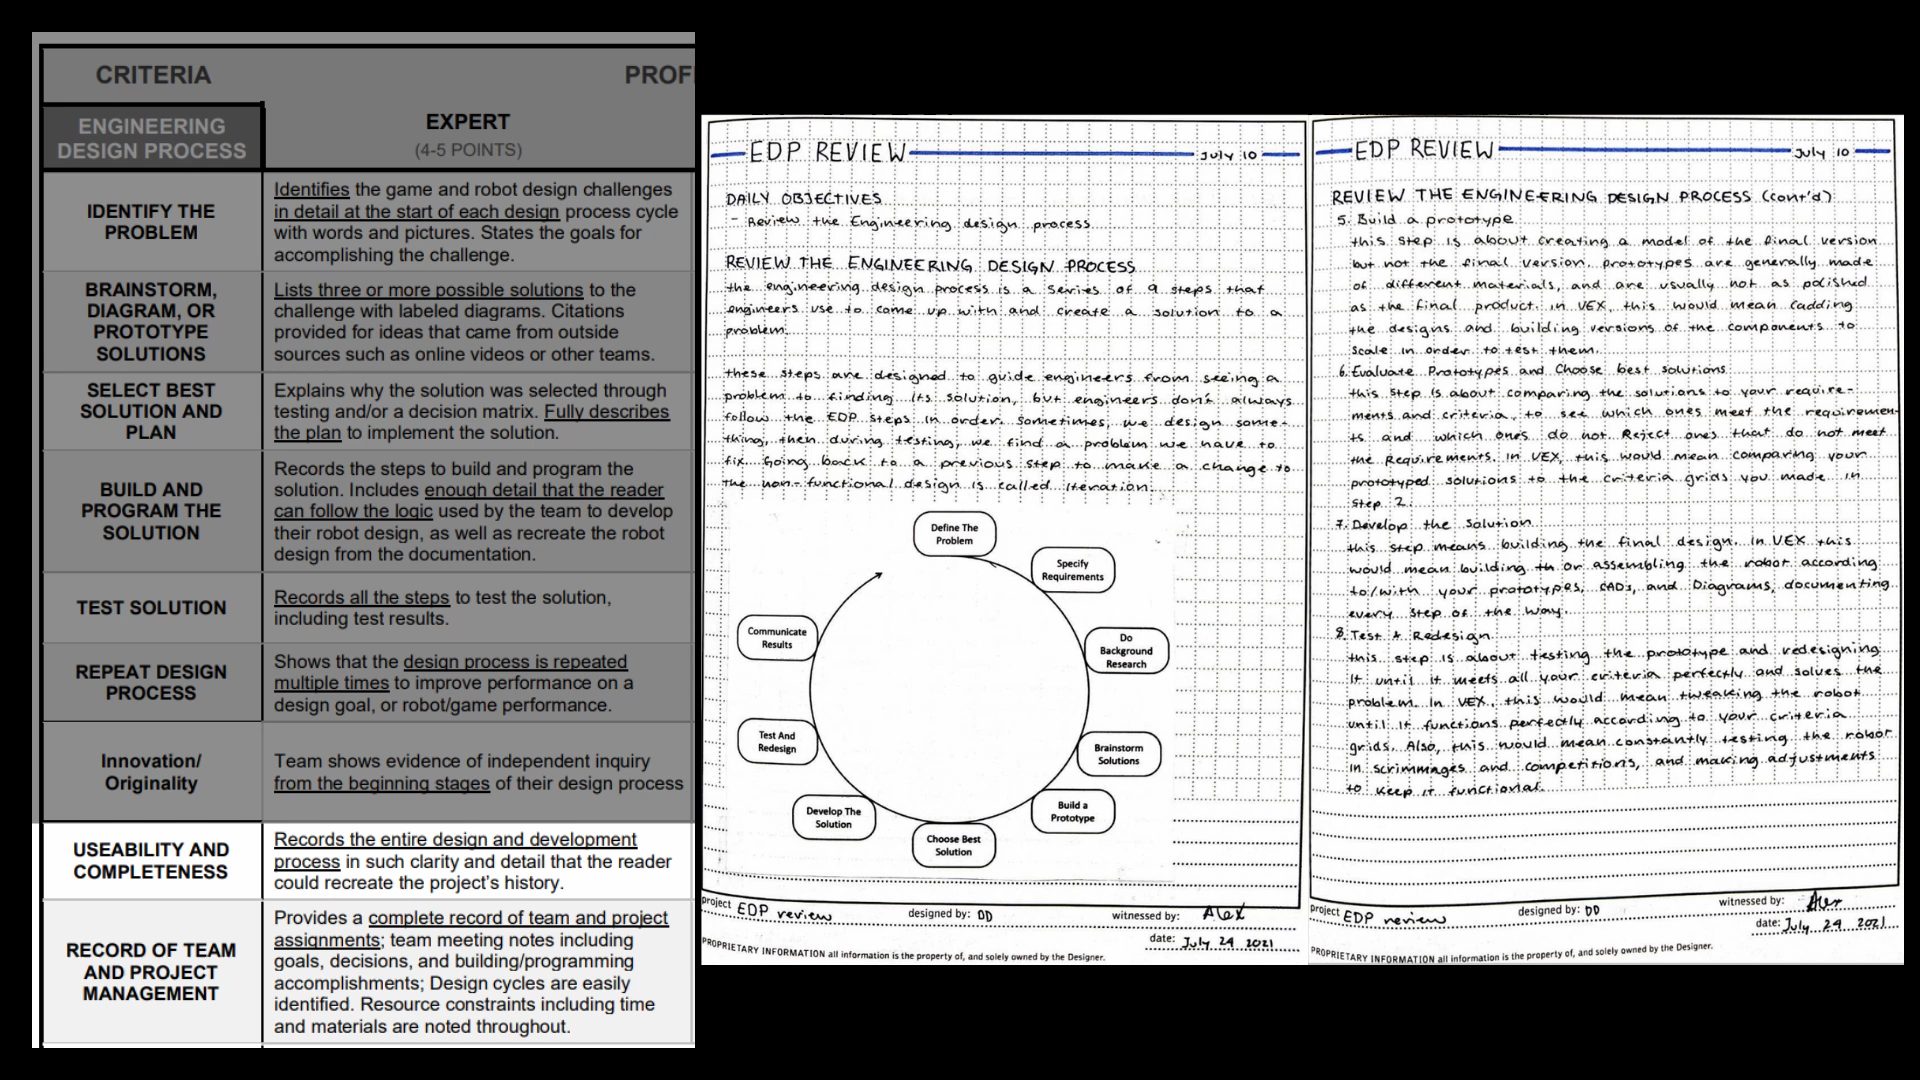 CRITERIA
PROFI
ENGINEERING
DESIGN PROCESS
EXPERT
(4-5 POINTS)
IDENTIFY THE
PROBLEM
Identifies the game and robot design challenges
in detail at the start of each design process cycle
with words and pictures. States the goals for
accomplishing the challenge.
BRAINSTORM,
DIAGRAM, OR
PROTOTYPE
SOLUTIONS
Lists three or more possible solutions to the
challenge with labeled diagrams. Citations
provided for ideas that came from outside
sources such as online videos or other teams.
SELECT BEST
SOLUTION AND
PLAN
Explains why the solution was selected through
testing and/or a decision matrix. Fully describes
the plan to implement the solution.
BUILD AND
PROGRAM THE
SOLUTION
Records the steps to build and program the
solution. Includes enough detail that the reader
can follow the logic used by the team to develop
their robot design, as well as recreate the robot
design from the documentation.
TEST SOLUTION
Records all the steps to test the solution,
including test results.
REPEAT DESIGN
PROCESS
Shows that the design process is repeated
multiple times to improve performance on a
design goal, or robot/game performance.
Innovation/
Originality
Team shows evidence of independent inquiry
from the beginning stages of their design process
USEABILITY AND
COMPLETENESS
Records the entire design and development
process in such clarity and detail that the reader
could recreate the project's history.
RECORD OF TEAM
AND PROJECT
MANAGEMENT
Provides a complete record of team and project
assignments; team meeting notes including
goals, decisions, and building/programming
accomplishments; Design cycles are easily
identified. Resource constraints including time
and materials are noted throughout.
EDP REVIEW July 10
DAILY OBJECTIVES
- Review the Engineering design process
REVIEW THE ENGINEERING DESIGN PROCESS
the engineering design process is a series of 9 steps that
engineers use to come up with and create a solution to a
problem.
these steps are designed to guide engineers from seeing a
problem to finding its solution, but engineers don't always
follow the EDP steps in order. sometimes, we design some-
thing, then during testing, we find a problem we have to
fix. Going back to a previous step to make a change to
the non-functional design is called iteration.
Define The
Problem
Specify
Requirements
Do
Background
Research
Brainstorm
Solutions
Build a
Prototype
Choose Best
Solution
Develop The
Solution
Test And
Redesign
Communicate
Results
project EDP review
designed by: DD
witnessed by: Alex
date: July 24 2021
PROPRIETARY INFORMATION all information is the property of, and solely owned by the Designer.
EDP REVIEW July 10
REVIEW THE ENGINEERING DESIGN PROCESS (cont'd)
5. Build a prototype
this step is about creating a model of the final version
but not the final version. prototypes are generally made
of different materials, and are usually not as polished
as the final product. in VEX, this would mean cadding
the designs and building versions of the components to
scale in order to test them.
6. Evaluate Prototypes and Choose best solutions
this step is about comparing the solutions to your require-
ments and criteria, to see which ones meet the requiremen-
ts and which ones do not. Reject ones that do not meet
the Requirements. in VEX, this would mean comparing your
prototyped solutions to the criteria grids you made in
step 2.
7. Develop the solution
this step means building the final design. in VEX this
would mean building th or assembling the robot according
to/with your prototypes, CADs, and Diagrams, documenting
every step of the way.
8. Test & Redesign
this step is about testing the prototype and redesigning
it until it meets all your criteria perfectly and solves the
problem. In VEX, this would mean tweaking the robot
until it functions perfectly according to your criteria
grids. Also, this would mean constantly testing the robot
in scrimmages and competitions, and making adjustments
to keep it functional.
project EDP review
designed by: DD
witnessed by: Alex
date: July 24 2021
PROPRIETARY INFORMATION all information is the property of, and solely owned by the Designer.